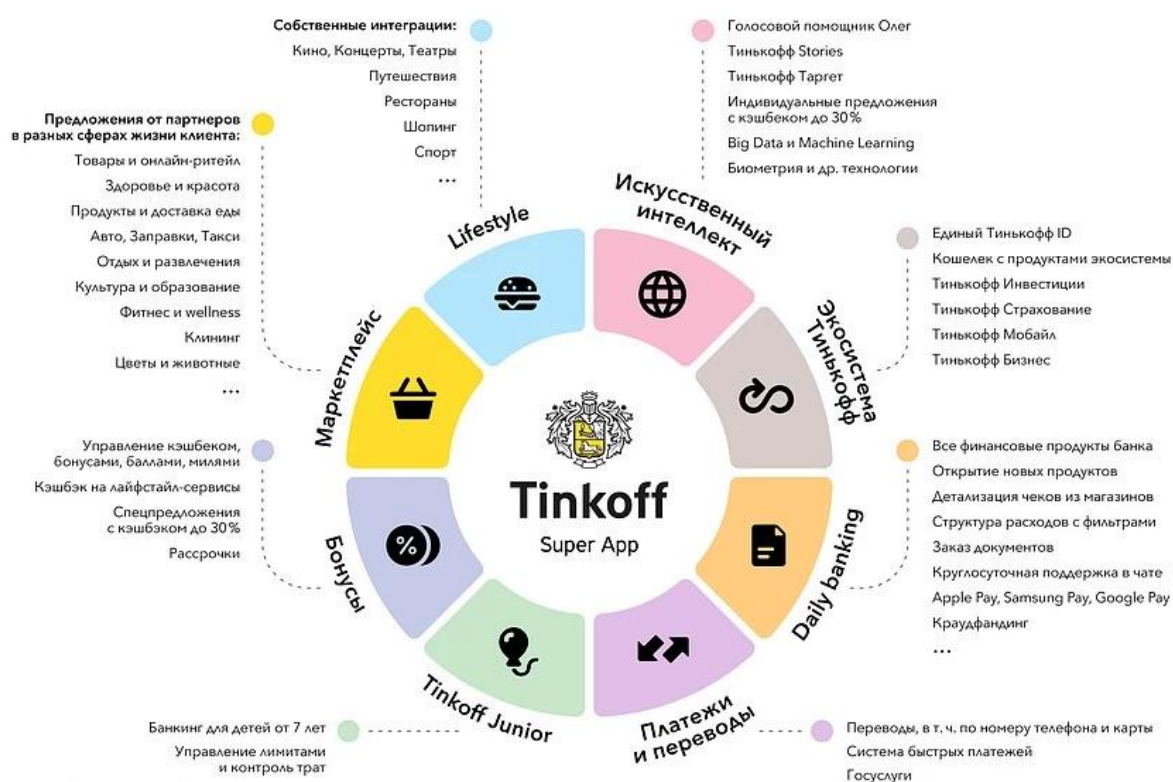 Собственные интеграции:
Кино, Концерты, Театры
Путешествия
Рестораны
Шопинг
Спорт
...
Голосовой помощник Олег
Тинькофф Stories
Тинькофф Таргет
Индивидуальные предложения
с кэшбеком до 30%
Big Data и Machine Learning
Биометрия и др. технологии
Предложения от партнеров
в разных сферах жизни клиента:
Товары и онлайн-ритейл
Здоровье и красота
Продукты и доставка еды
Авто, Заправки, Такси
Отдых и развлечения
Культура и образование
Фитнес и wellness
Клининг
Цветы и животные
...
Единый Тинькофф ID
Кошелек с продуктами экосистемы
Тинькофф Инвестиции
Тинькофф Страхование
Тинькофф Мобайл
Тинькофф Бизнес
Lifestyle
Искусственный
интеллект
Маркетплейс
Экосистема
Тинькофф
Tinkoff
Super App
%
Бонусы
Daily banking
Tinkoff Junior
Платежи
и переводы
Управление кэшбеком,
бонусами, баллами, милями
Кэшбэк на лайфстайл-сервисы
Спецпредложения
с кэшбэком до 30%
Рассрочки
Все финансовые продукты банка
Открытие новых продуктов
Детализация чеков из магазинов
Структура расходов с фильтрами
Заказ документов
Круглосуточная поддержка в чате
Apple Pay, Samsung Pay, Google Pay
Краудфандинг
...
Банкинг для детей от 7 лет
Управление лимитами
и контроль трат
Переводы, в т. ч. по номеру телефона и карты
Система быстрых платежей
Госуслуги